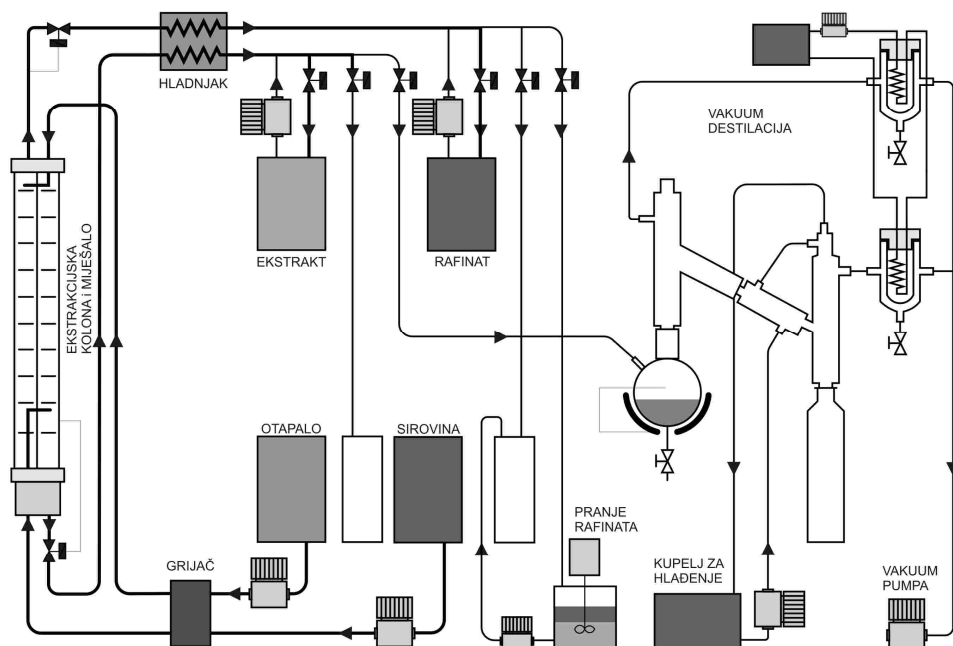 HLADNJAK
VAKUUM
DESTILACIJA
EKSTRAKCIJSKA
KOLONA i MIJEŠALO
EKSTRAKT
RAFINAT
OTAPALO
SIROVINA
PRANJE
RAFINATA
GRIJAČ
KUPELJ ZA
HLAĐENJE
VAKUUM
PUMPA